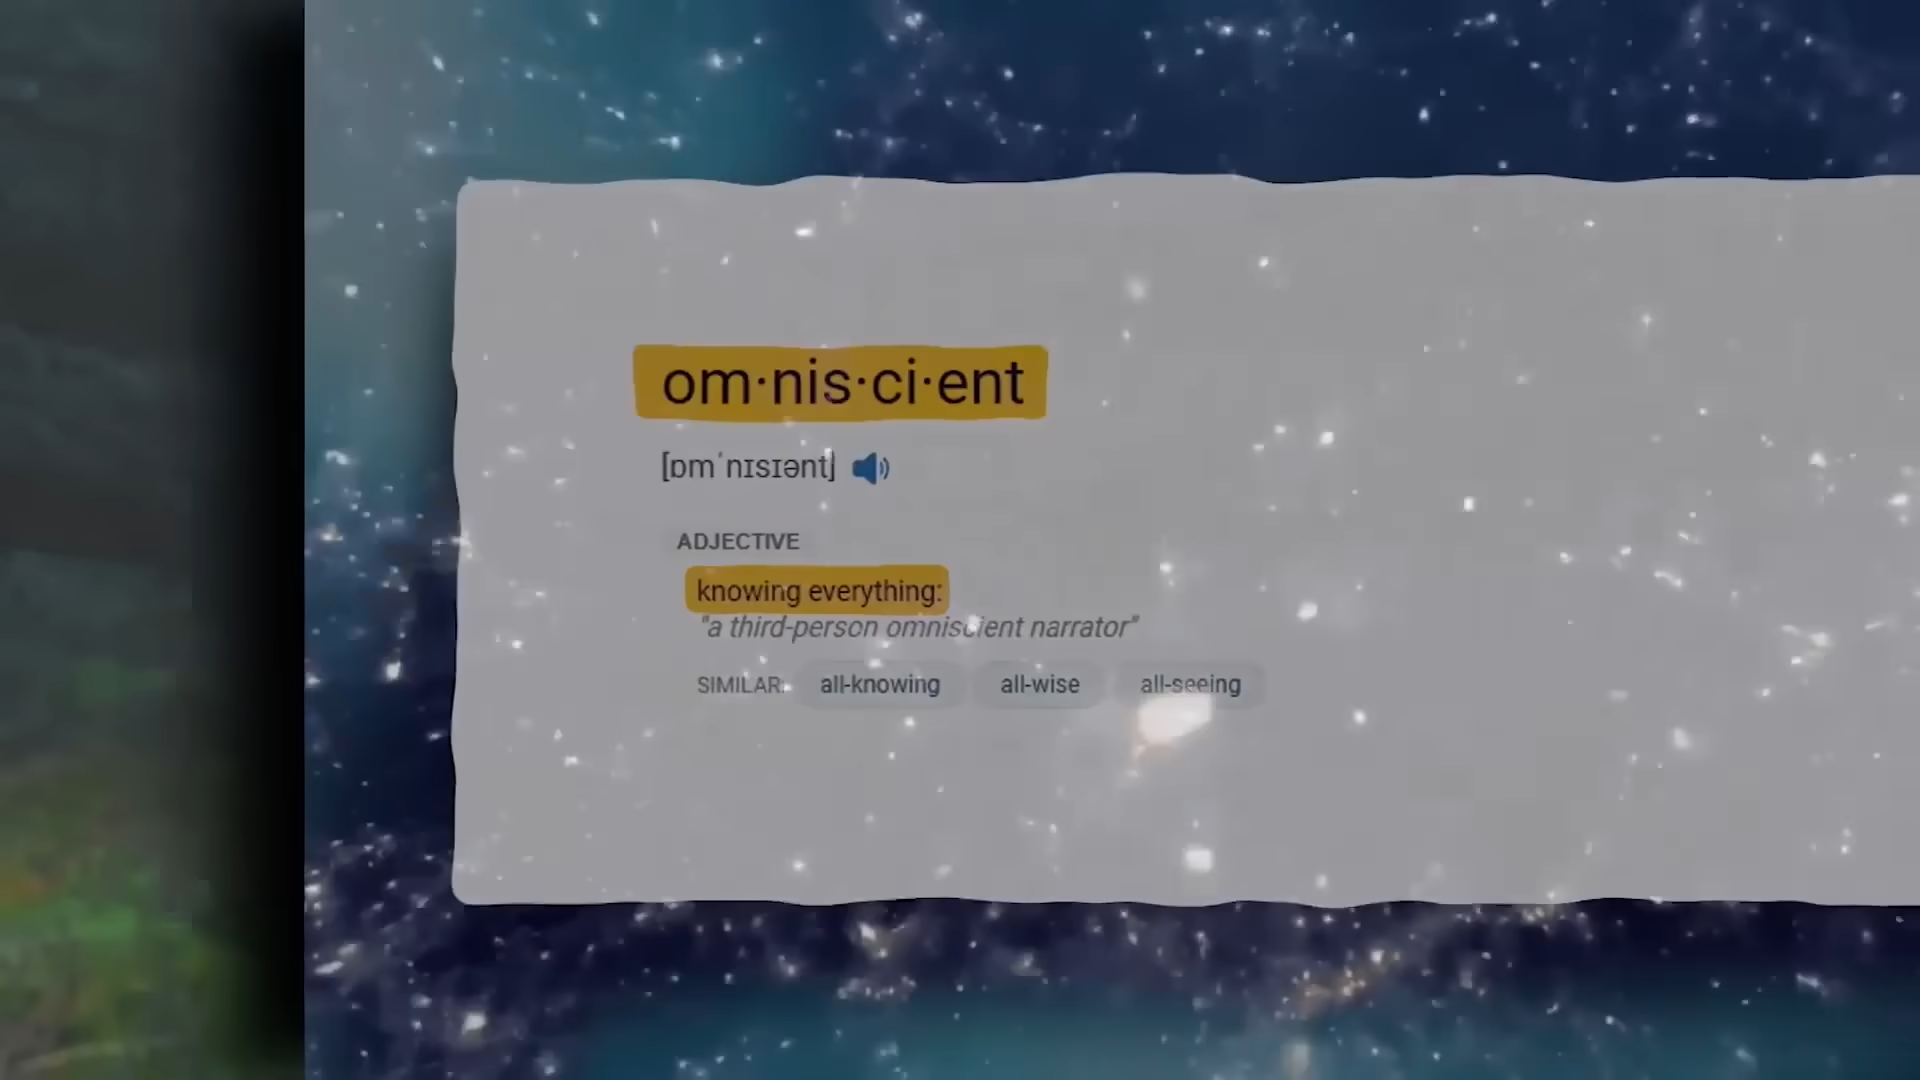 om·nis·ci·ent
[ɒmˈnɪsɪənt]
ADJECTIVE
knowing everything:
"a third-person omniscient narrator"
SIMILAR: all-knowing all-wise all-seeing